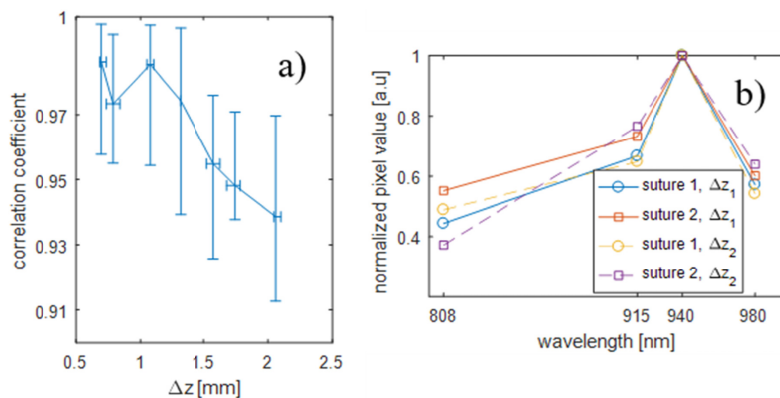 a)
correlation coefficient
1
0.97
0.95
0.93
0.91
0.5
1
1.5
2
2.5
Δz [mm]
b)
normalized pixel value [a.u]
1
0.8
0.6
0.4
suture 1, Δz1
suture 2, Δz1
suture 1, Δz2
suture 2, Δz2
808
915
940
980
wavelength [nm]